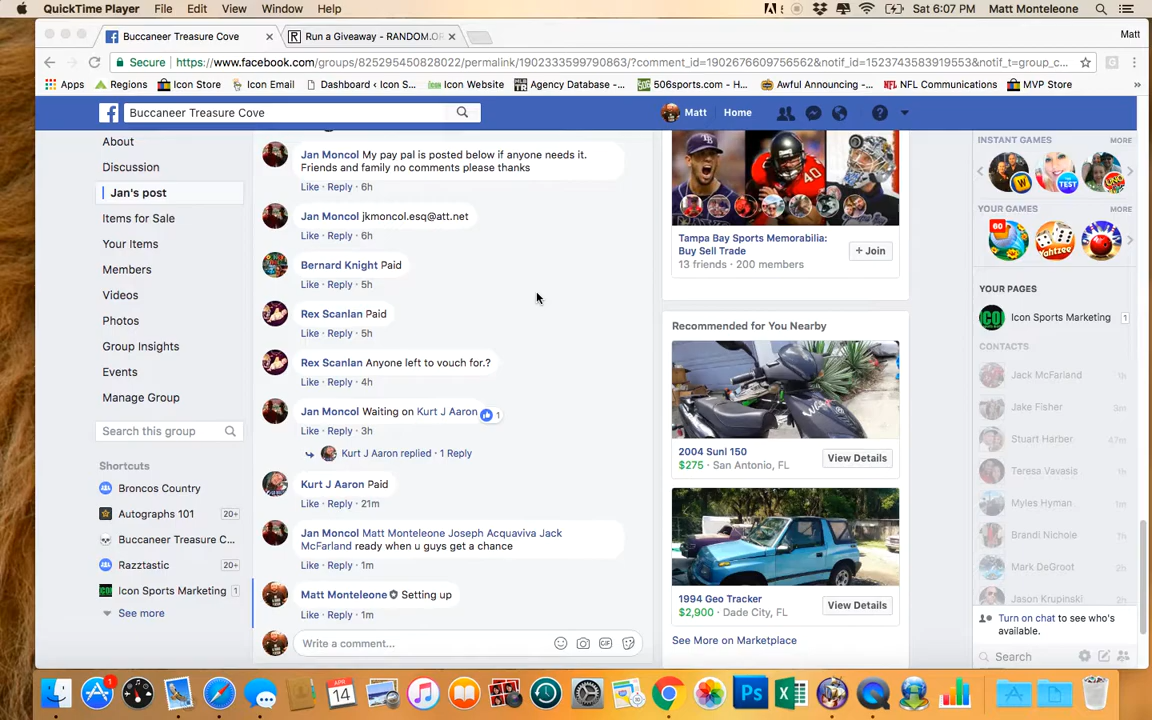 QuickTime Player File Edit View Window Help Sat 6:07 PM Matt Monteleone
Buccaneer Treasure Cove
Run a Giveaway - RANDOM.OR
Matt
Secure https://www.facebook.com/groups/825295450828022/permalink/1902333599790863/?comment_id=1902676609756562&notif_id=1523743583919553&notif_t=group_c...
Apps Regions Icon Store Icon Email Dashboard ‹ Icon S... Icon Website Agency Database -... 506sports.com - H... Awful Announcing -... NFL Communications MVP Store
Buccaneer Treasure Cove
Matt Home
About
Discussion
Jan's post
Items for Sale
Your Items
Members
Videos
Photos
Group Insights
Events
Manage Group
Search this group
Shortcuts
Broncos Country
Autographs 101 20+
Buccaneer Treasure C...
Razztastic 20+
Icon Sports Marketing 1
See more
Jan Moncol My pay pal is posted below if anyone needs it.
Friends and family no comments please thanks
Like · Reply · 6h
Jan Moncol jkmoncol.esq@att.net
Like · Reply · 6h
Bernard Knight Paid
Like · Reply · 5h
Rex Scanlan Paid
Like · Reply · 5h
Rex Scanlan Anyone left to vouch for.?
Like · Reply · 4h
Jan Moncol Waiting on Kurt J Aaron
1
Like · Reply · 3h
Kurt J Aaron replied · 1 Reply
Kurt J Aaron Paid
Like · Reply · 21m
Jan Moncol Matt Monteleone Joseph Acquaviva Jack
McFarland ready when u guys get a chance
Like · Reply · 1m
Matt Monteleone Setting up
Like · Reply · 1m
Write a comment...
GIF
Tampa Bay Sports Memorabilia:
Buy Sell Trade
13 friends · 200 members
+ Join
Recommended for You Nearby
2004 Sunl 150
$275 · San Antonio, FL
View Details
1994 Geo Tracker
$2,900 · Dade City, FL
View Details
See More on Marketplace
INSTANT GAMES MORE
YOUR GAMES MORE
60
YOUR PAGES
Icon Sports Marketing 1
CONTACTS
Jack McFarland 1h
Jake Fisher 3m
Stuart Harber 47m
Teresa Vavasis
Myles Hyman
Brandi Nichole
Mark DeGroot
Jason Krupinski
Turn on chat to see who's
available.
Search
1
APR
14
Ps